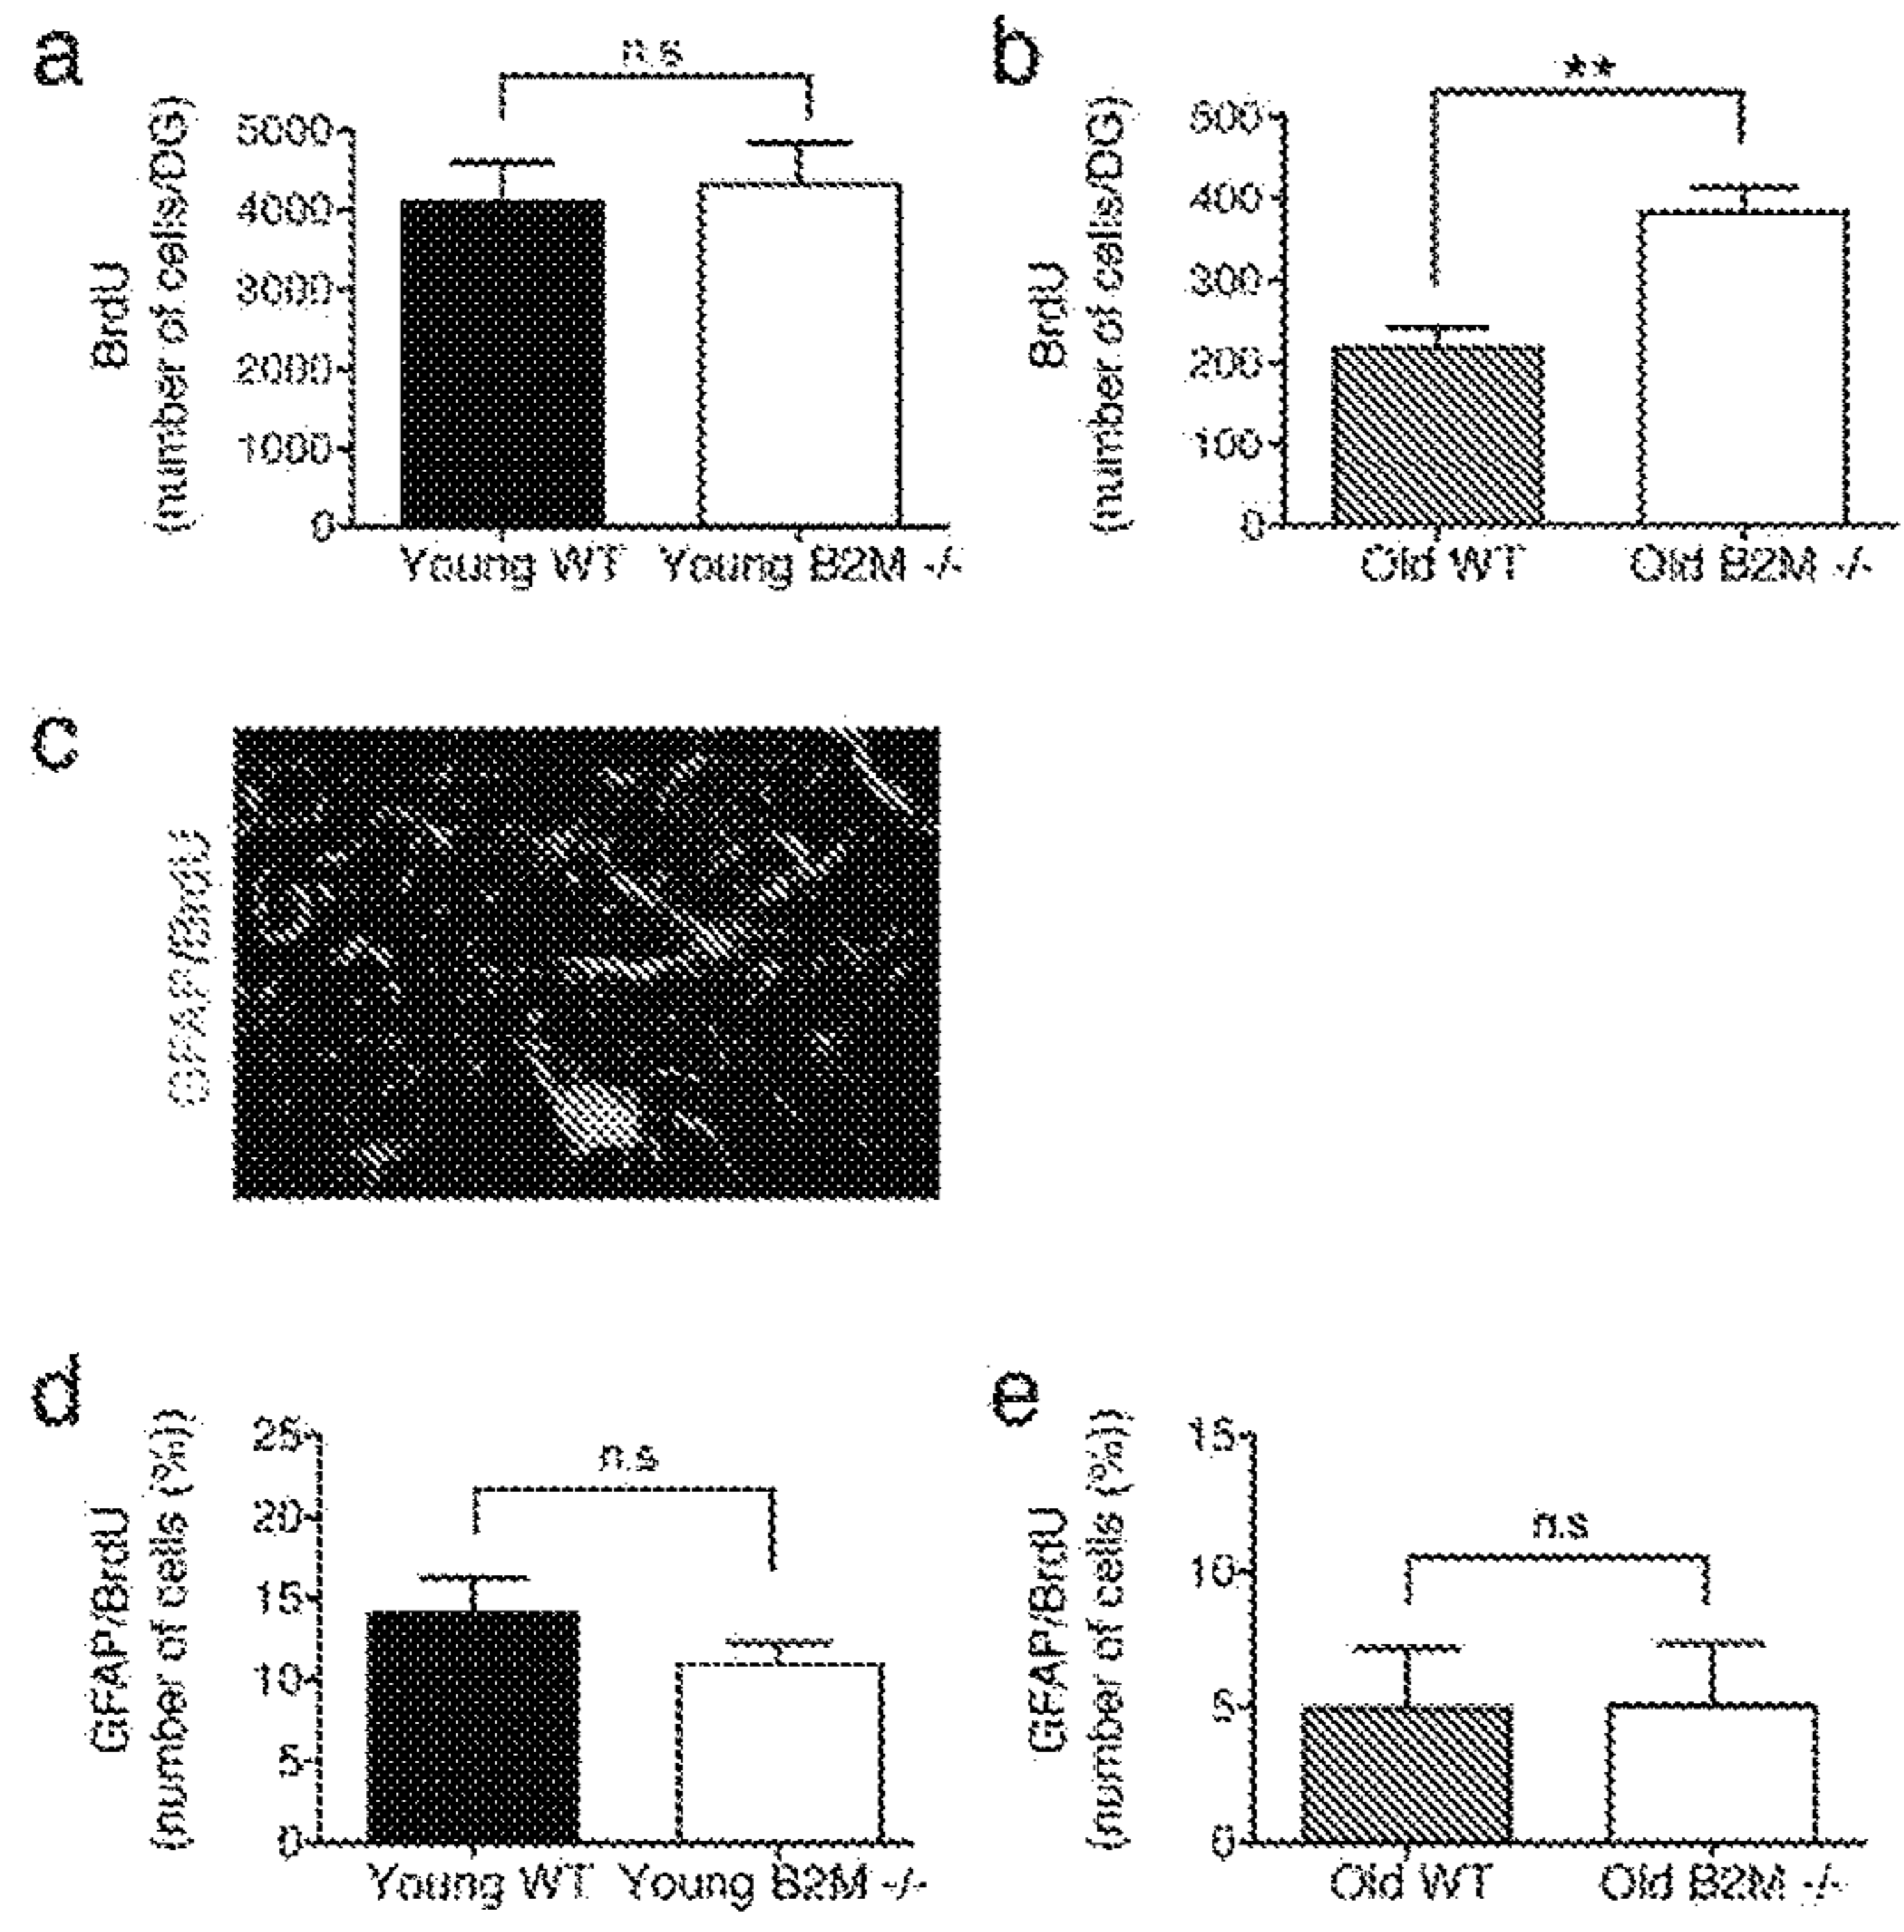 a
n.s
BrdU
(number of cells/DG)
5000
4000
3000
2000
1000
0
Young WT Young B2M -/-
b
**
BrdU
(number of cells/DG)
500
400
300
200
100
0
Old WT Old B2M -/-
c
GFAP/BrdU
d
n.s
GFAP/BrdU
(number of cells (%))
25
20
15
10
5
0
Young WT Young B2M -/-
e
n.s
GFAP/BrdU
(number of cells (%))
15
10
5
0
Old WT Old B2M -/-